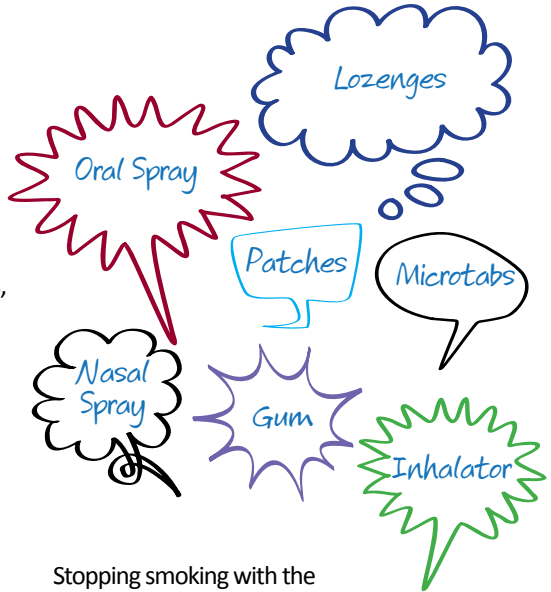 Lozenges
Oral Spray
Patches
Microtabs
,
Nasal
Spray
Gum
Inhalator
Stopping smoking with the